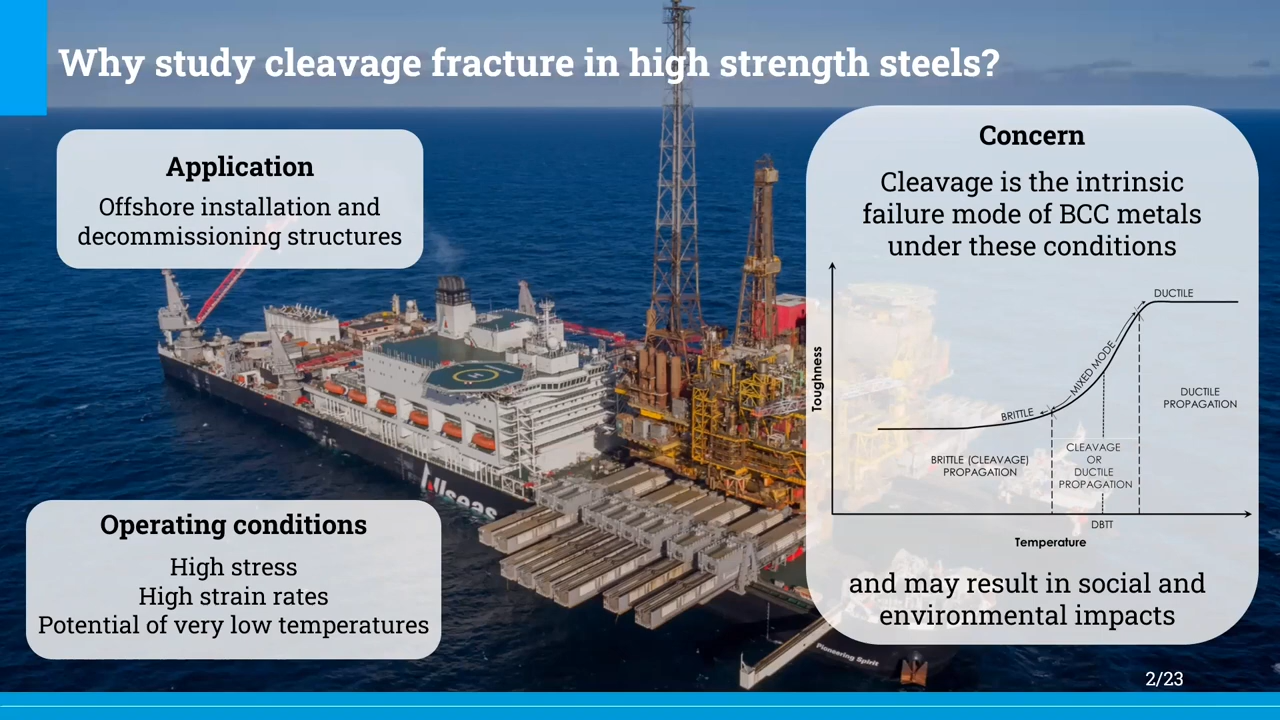 Why study cleavage fracture in high strength steels?
Application
Offshore installation and
decommissioning structures
Operating conditions
High stress
High strain rates
Potential of very low temperatures
Concern
Cleavage is the intrinsic
failure mode of BCC metals
under these conditions
Toughness
DUCTILE
MIXED MODE
BRITTLE
DUCTILE
PROPAGATION
BRITTLE (CLEAVAGE)
PROPAGATION
CLEAVAGE
OR
DUCTILE
PROPAGATION
DBTT
Temperature
and may result in social and
environmental impacts
Allseas
H
Pioneering Spirit
2/23